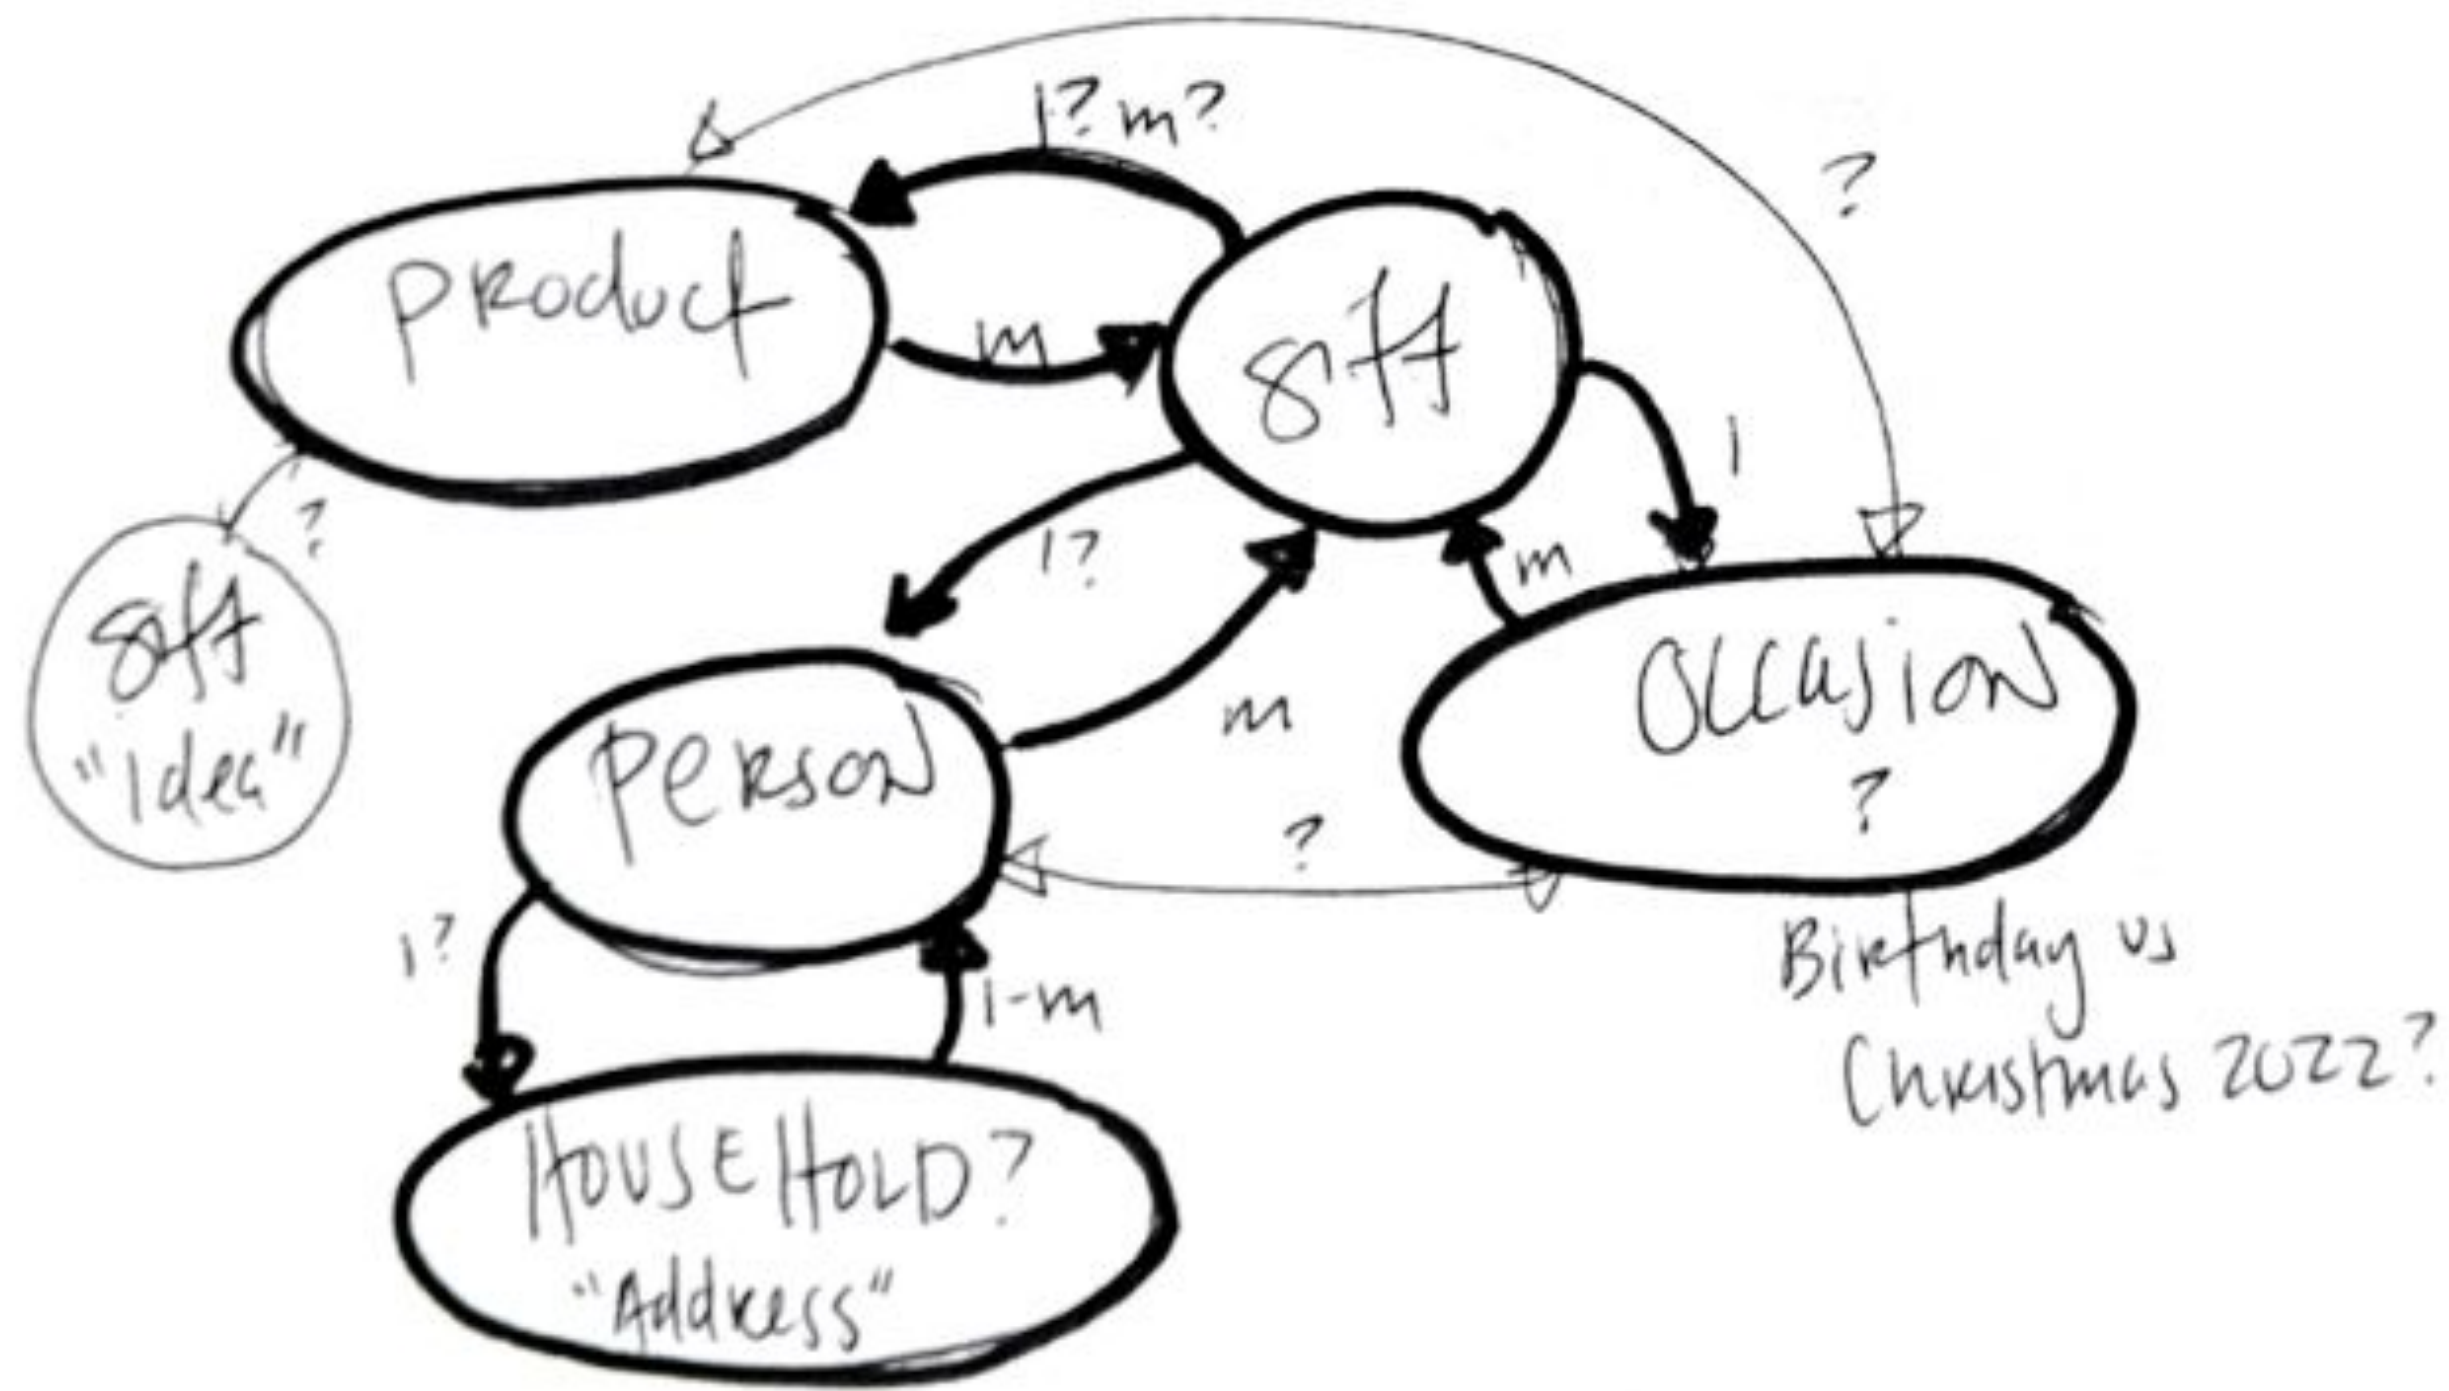 1? m?
?
Product
m
gift
1
?
1?
m
gift
"Idea"
Person
m
Occasion
?
?
1?
1-m
Birthday vs
Christmas 2022?
HOUSEHOLD?
"Address"